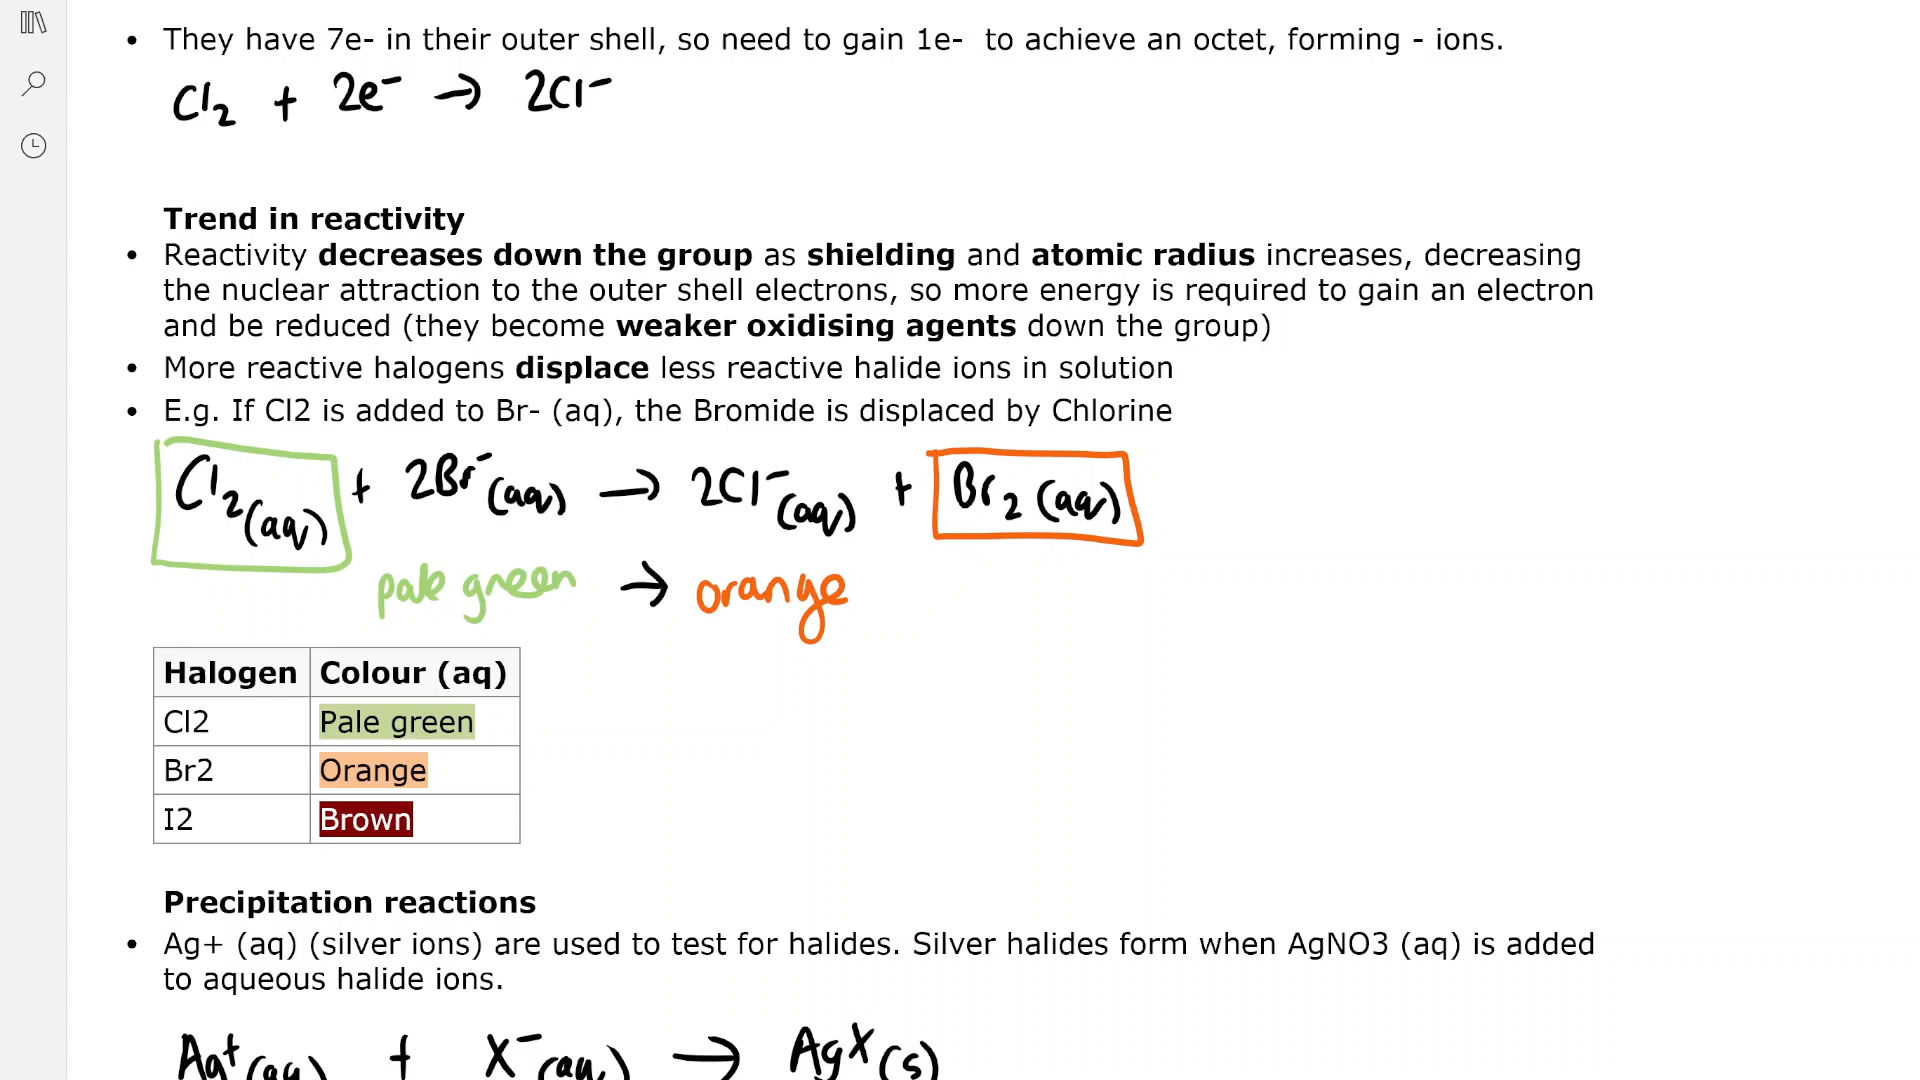 • They have 7e- in their outer shell, so need to gain 1e-  to achieve an octet, forming - ions.
Cl₂ + 2e⁻ → 2Cl⁻
Trend in reactivity
• Reactivity decreases down the group as shielding and atomic radius increases, decreasing
the nuclear attraction to the outer shell electrons, so more energy is required to gain an electron
and be reduced (they become weaker oxidising agents down the group)
• More reactive halogens displace less reactive halide ions in solution
• E.g. If Cl2 is added to Br- (aq), the Bromide is displaced by Chlorine
Cl₂(aq) + 2Br⁻(aq) → 2Cl⁻(aq) + Br₂(aq)
pale green → orange
Halogen Colour (aq)
Cl2 Pale green
Br2 Orange
I2 Brown
Precipitation reactions
• Ag+ (aq) (silver ions) are used to test for halides. Silver halides form when AgNO3 (aq) is added
to aqueous halide ions.
Ag⁺(aq) + X⁻(aq) → AgX(s)